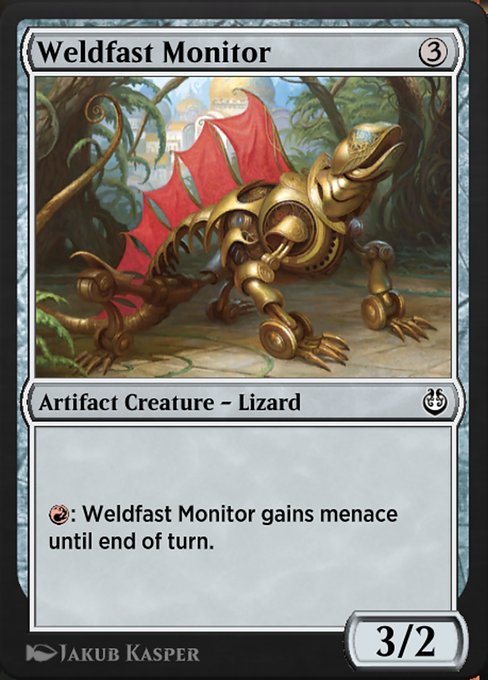 Weldfast Monitor 3
Artifact Creature – Lizard
: Weldfast Monitor gains menace
until end of turn.
3/2
Jakub Kasper